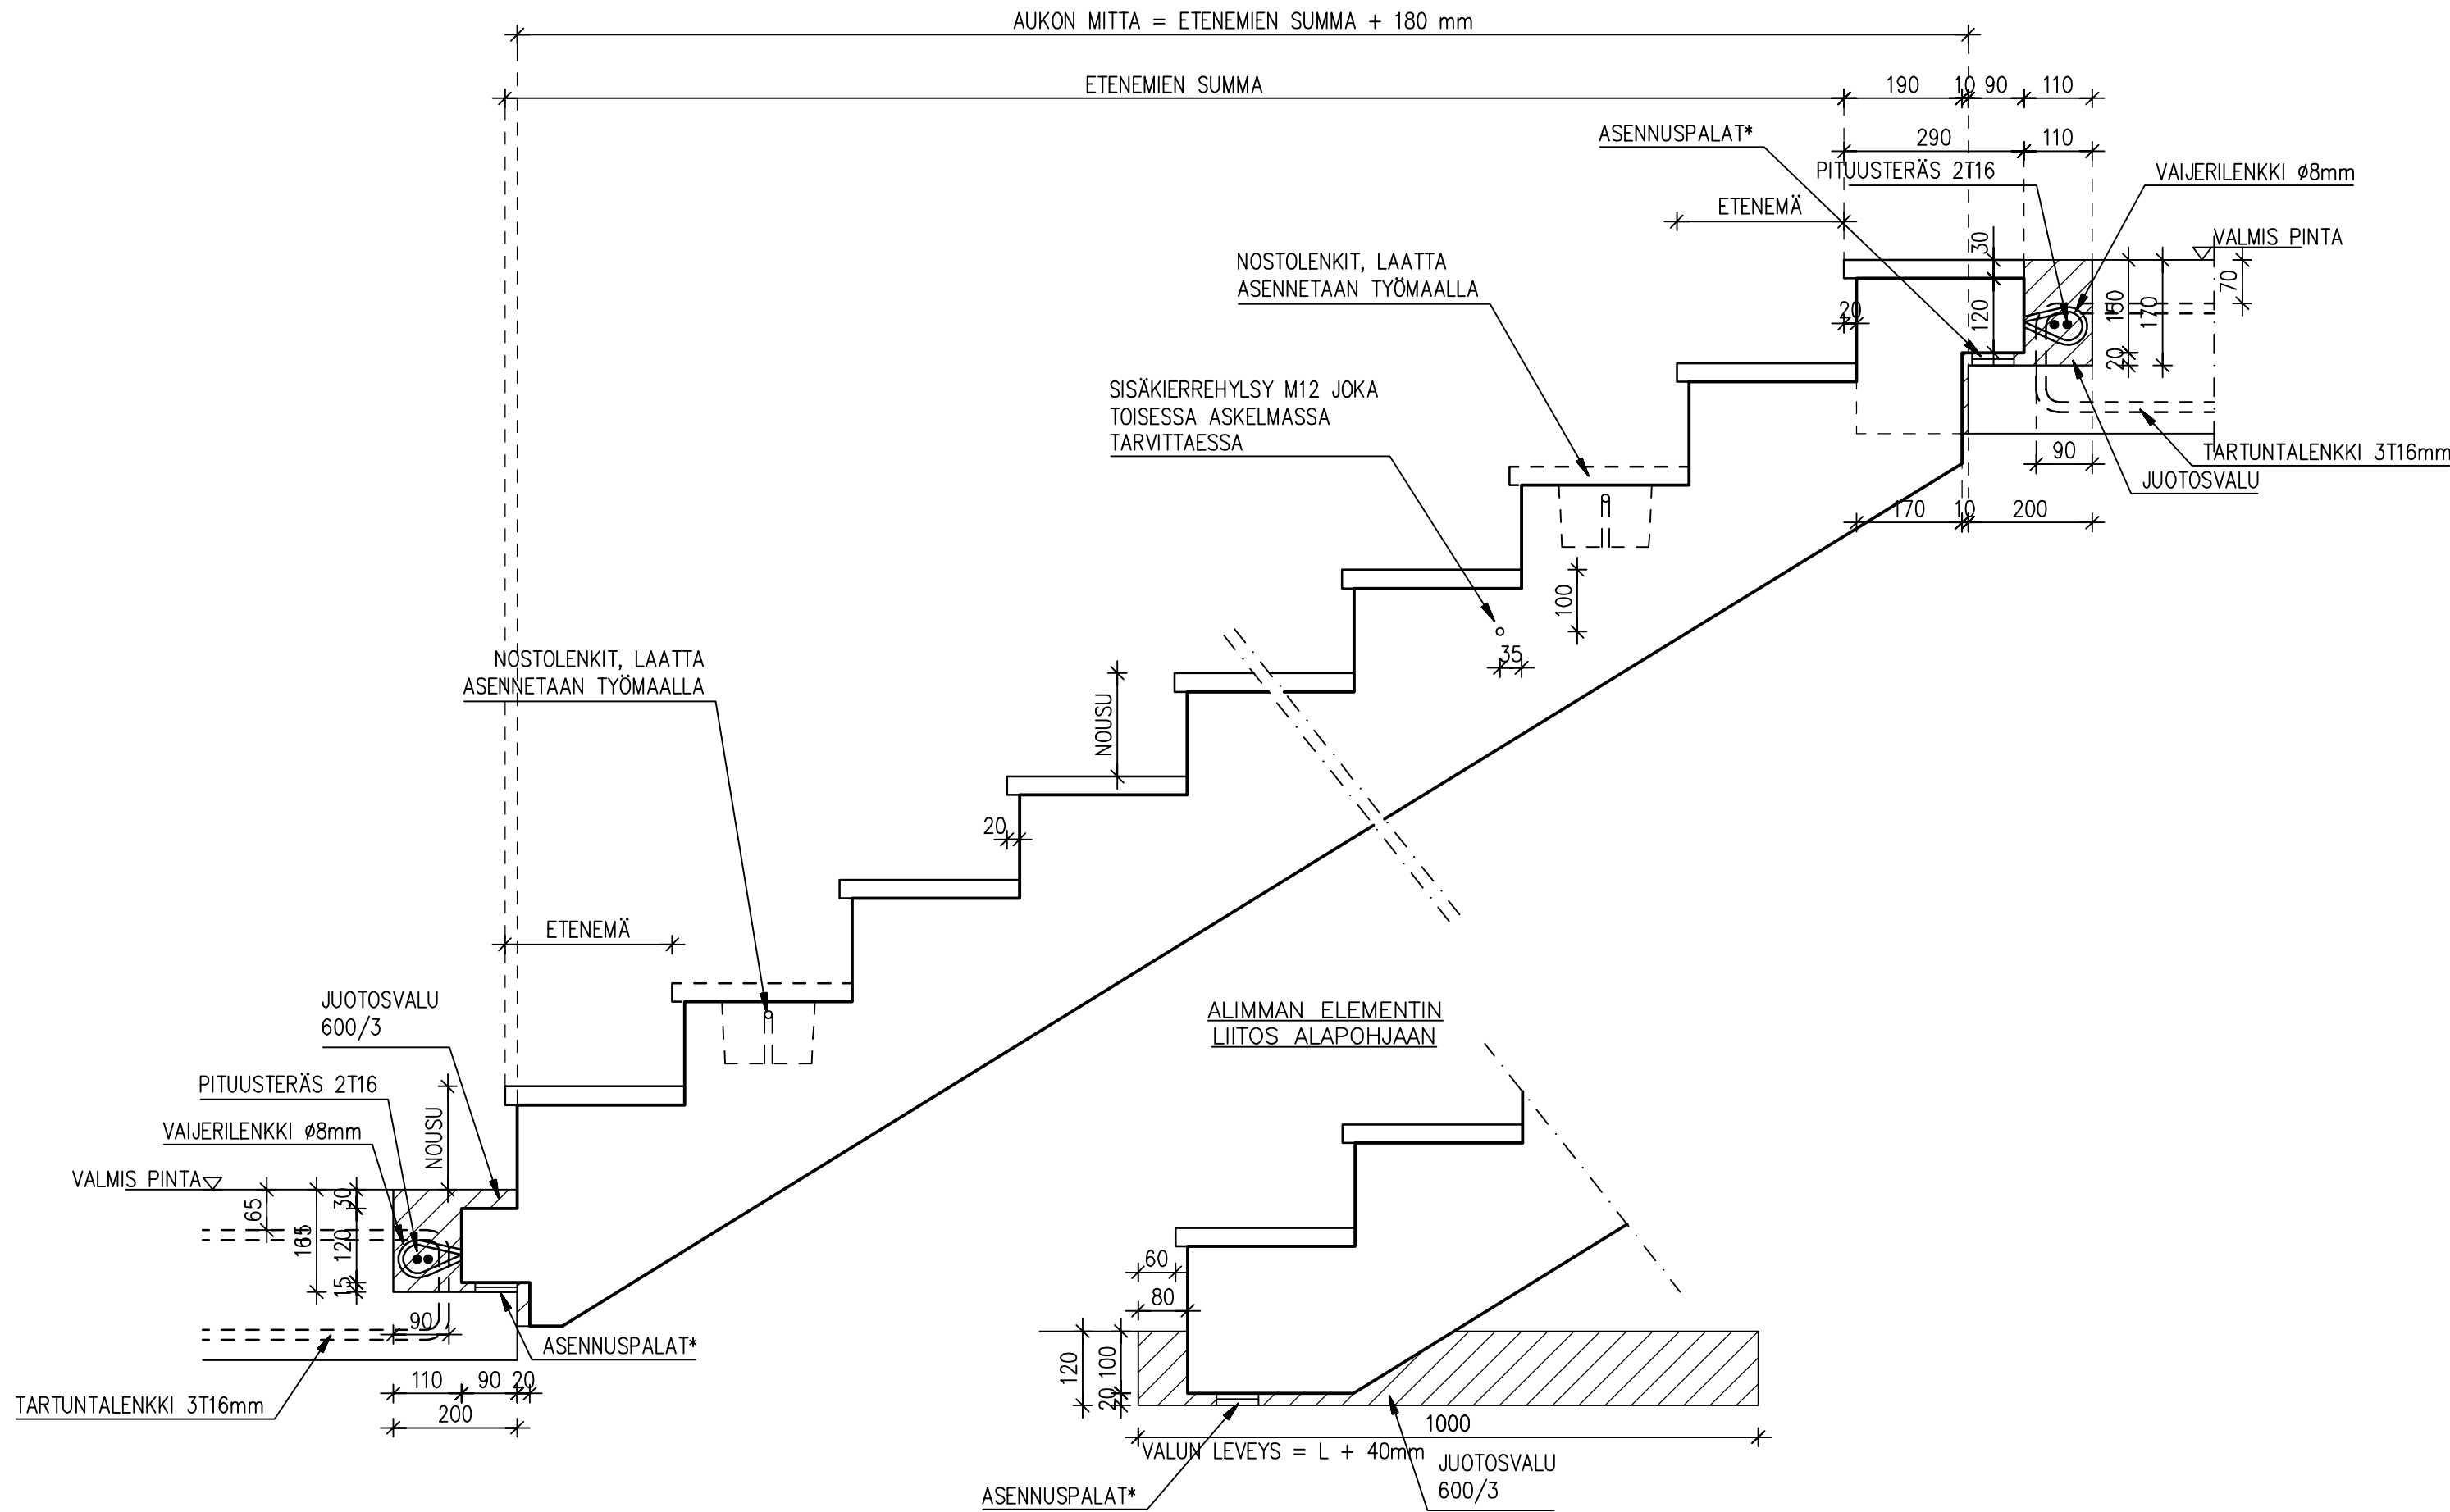 AUKON MITTA = ETENEMIEN SUMMA + 180 mm
ETENEMIEN SUMMA
190
10
90
110
ASENNUSPALAT*
290
110
PITUUSTERÄS 2T16
VAIJERILENKKI ø8mm
ETENEMÄ
VALMIS PINTA
30
70
NOSTOLENKIT, LAATTA
ASENNETAAN TYÖMAALLA
20
120
150
170
20
SISÄKIERREHYLSY M12 JOKA
TOISESSA ASKELMASSA
TARVITTAESSA
90
TARTUNTALENKKI 3T16mm
JUOTOSVALU
170
10
200
100
35
NOSTOLENKIT, LAATTA
ASENNETAAN TYÖMAALLA
NOUSU
20
ETENEMÄ
JUOTOSVALU
600/3
ALIMMAN ELEMENTIN
LIITOS ALAPOHJAAN
PITUUSTERÄS 2T16
NOUSU
VAIJERILENKKI ø8mm
VALMIS PINTA
65
165
30
120
15
90
ASENNUSPALAT*
110
90
20
TARTUNTALENKKI 3T16mm
200
60
80
120
100
20
1000
VALUN LEVEYS = L + 40mm
JUOTOSVALU
600/3
ASENNUSPALAT*